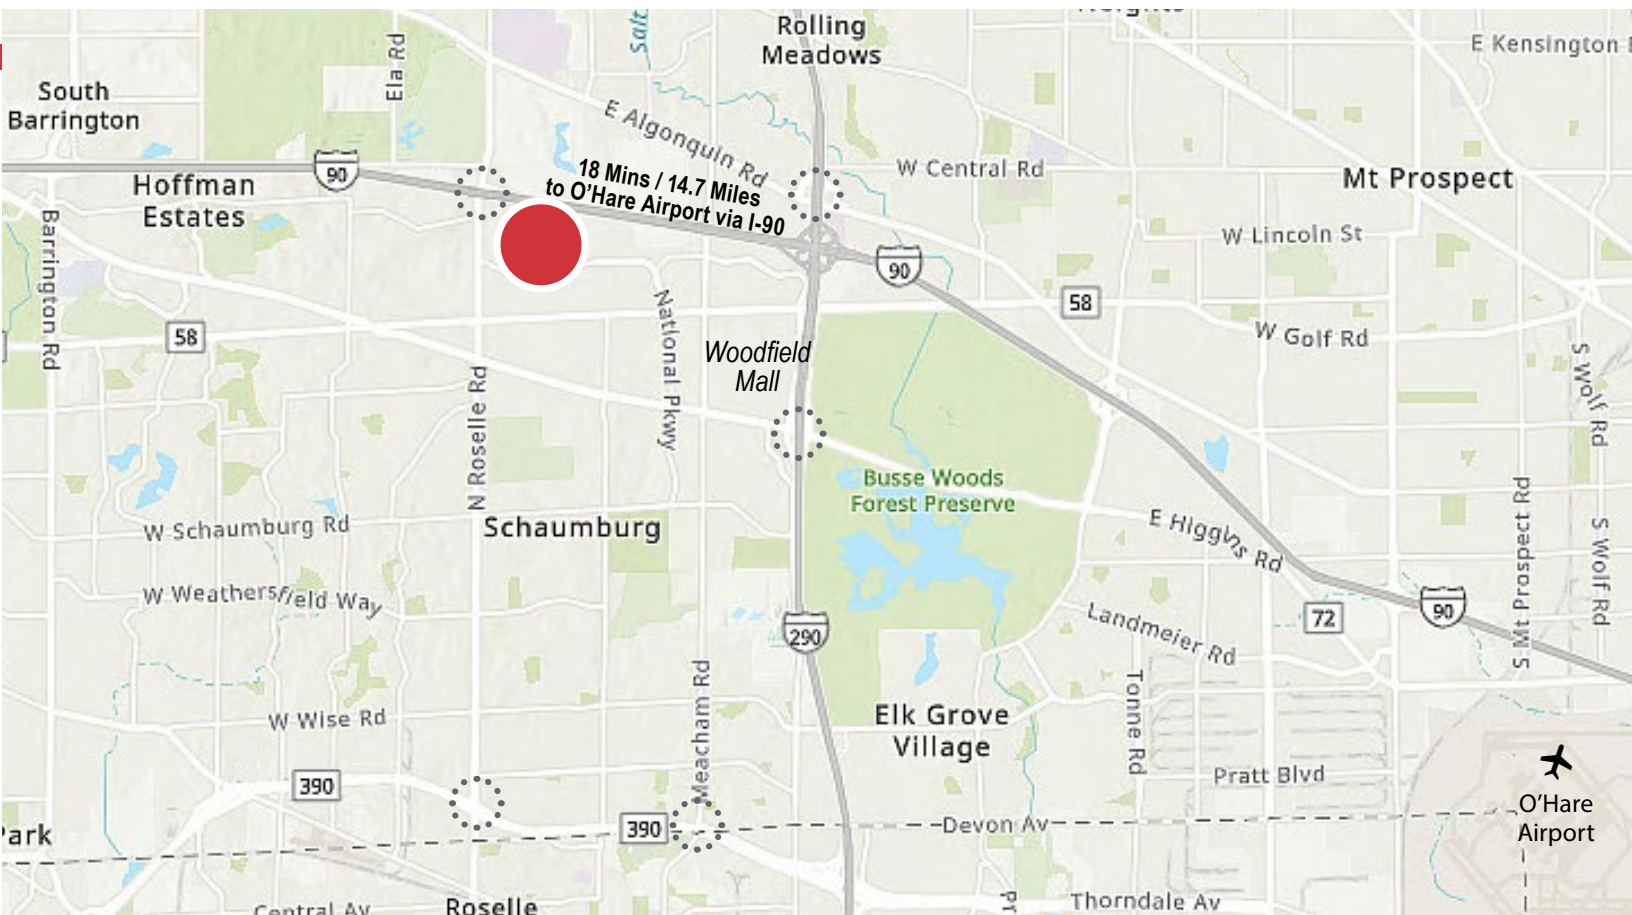 Rolling
Meadows
E Kensington
Salt
Ela Rd
South
Barrington
E Algonquin Rd
W Central Rd
Mt Prospect
90
Hoffman
Estates
18 Mins / 14.7 Miles
to O'Hare Airport via I-90
W Lincoln St
90
Barrington Rd
58
58
National Pkwy
W Golf Rd
Woodfield
Mall
S Wolf Rd
N Roselle Rd
Busse Woods
Forest Preserve
W Schaumburg Rd
Schaumburg
E Higgins Rd
S Mt Prospect Rd
S Wolf Rd
W Weathersfield Way
290
72
90
Landmeier Rd
Meacham Rd
Tonne Rd
W Wise Rd
Elk Grove
Village
390
Pratt Blvd
O'Hare
Airport
Park
390
Devon Av
Central Av
Roselle
Thorndale Av